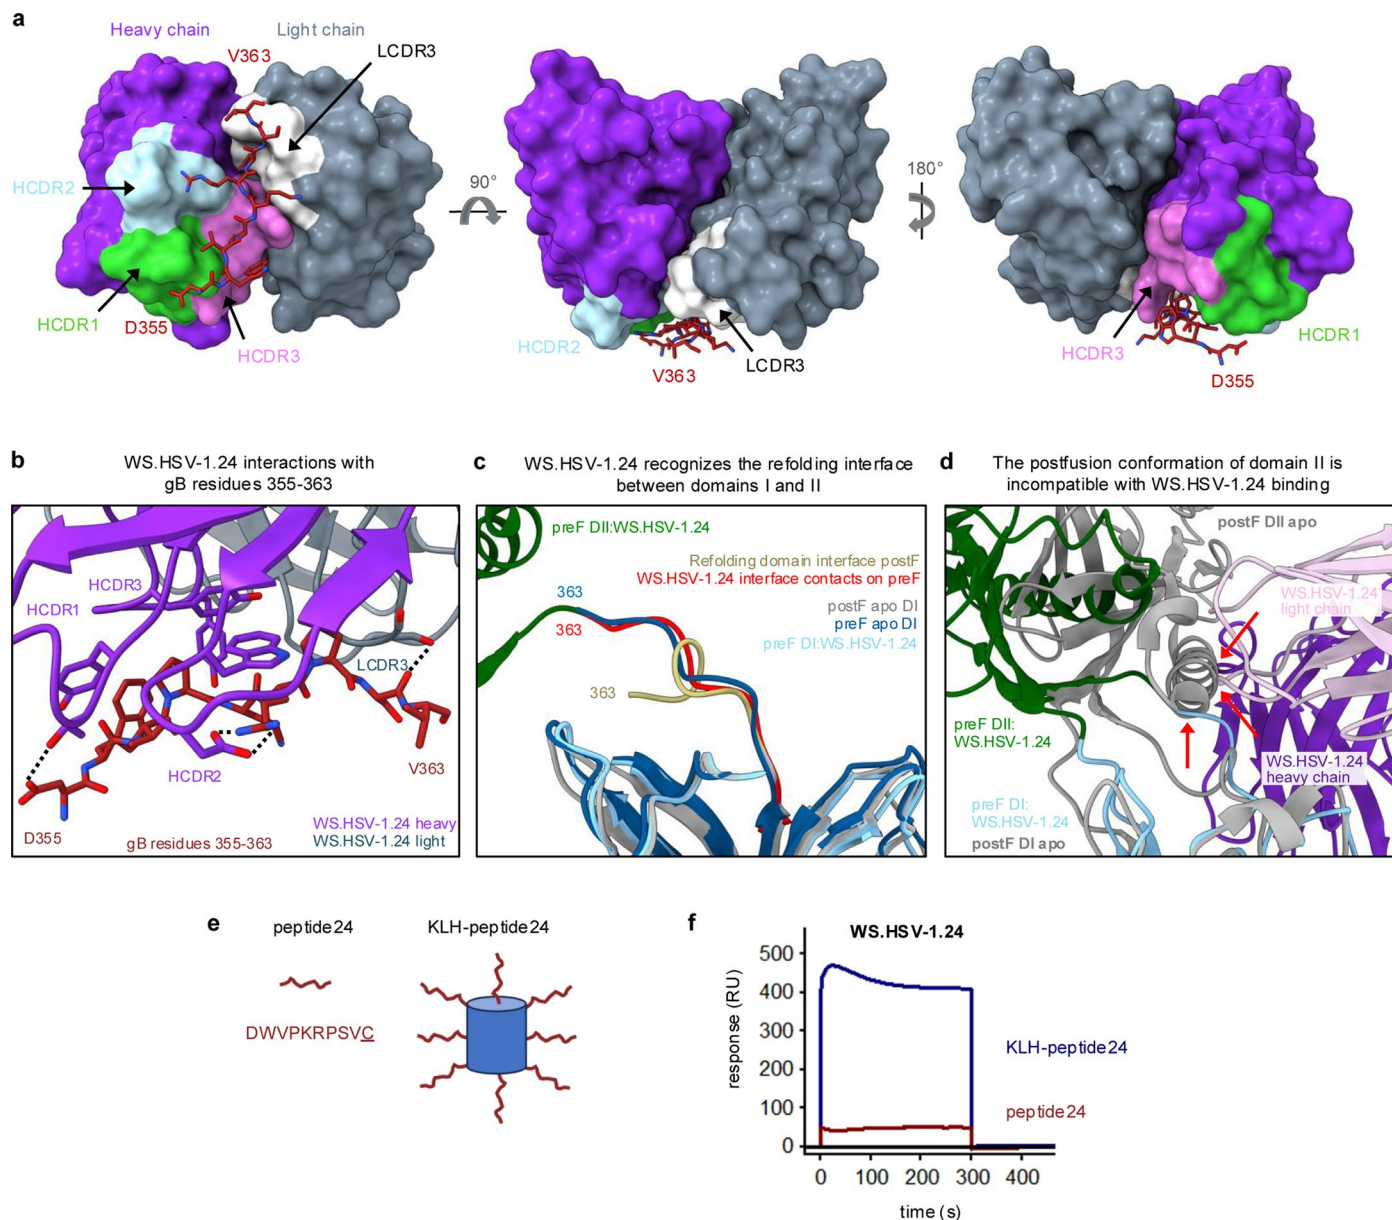 a
Heavy chain
Light chain
V363
LCDR3
HCDR2
HCDR1
D355
HCDR3
90°
HCDR2
V363
LCDR3
180°
HCDR3
HCDR1
D355
b
WS.HSV-1.24 interactions with
gB residues 355-363
HCDR3
HCDR1
LCDR3
HCDR2
V363
D355
gB residues 355-363
WS.HSV-1.24 heavy
WS.HSV-1.24 light
c
WS.HSV-1.24 recognizes the refolding interface
between domains I and II
preF DII:WS.HSV-1.24
Refolding domain interface postF
WS.HSV-1.24 interface contacts on preF
363
363
363
postF apo DI
preF apo DI
preF DI:WS.HSV-1.24
d
The postfusion conformation of domain II is
incompatible with WS.HSV-1.24 binding
postF DII apo
WS.HSV-1.24
light chain
preF DII:
WS.HSV-1.24
WS.HSV-1.24
heavy chain
preF DI:
WS.HSV-1.24
postF DI apo
e
peptide24
KLH-peptide24
DWVPKRPSVC
f
WS.HSV-1.24
response (RU)
500
400
300
200
100
0
KLH-peptide24
peptide24
0 100 200 300 400
time (s)